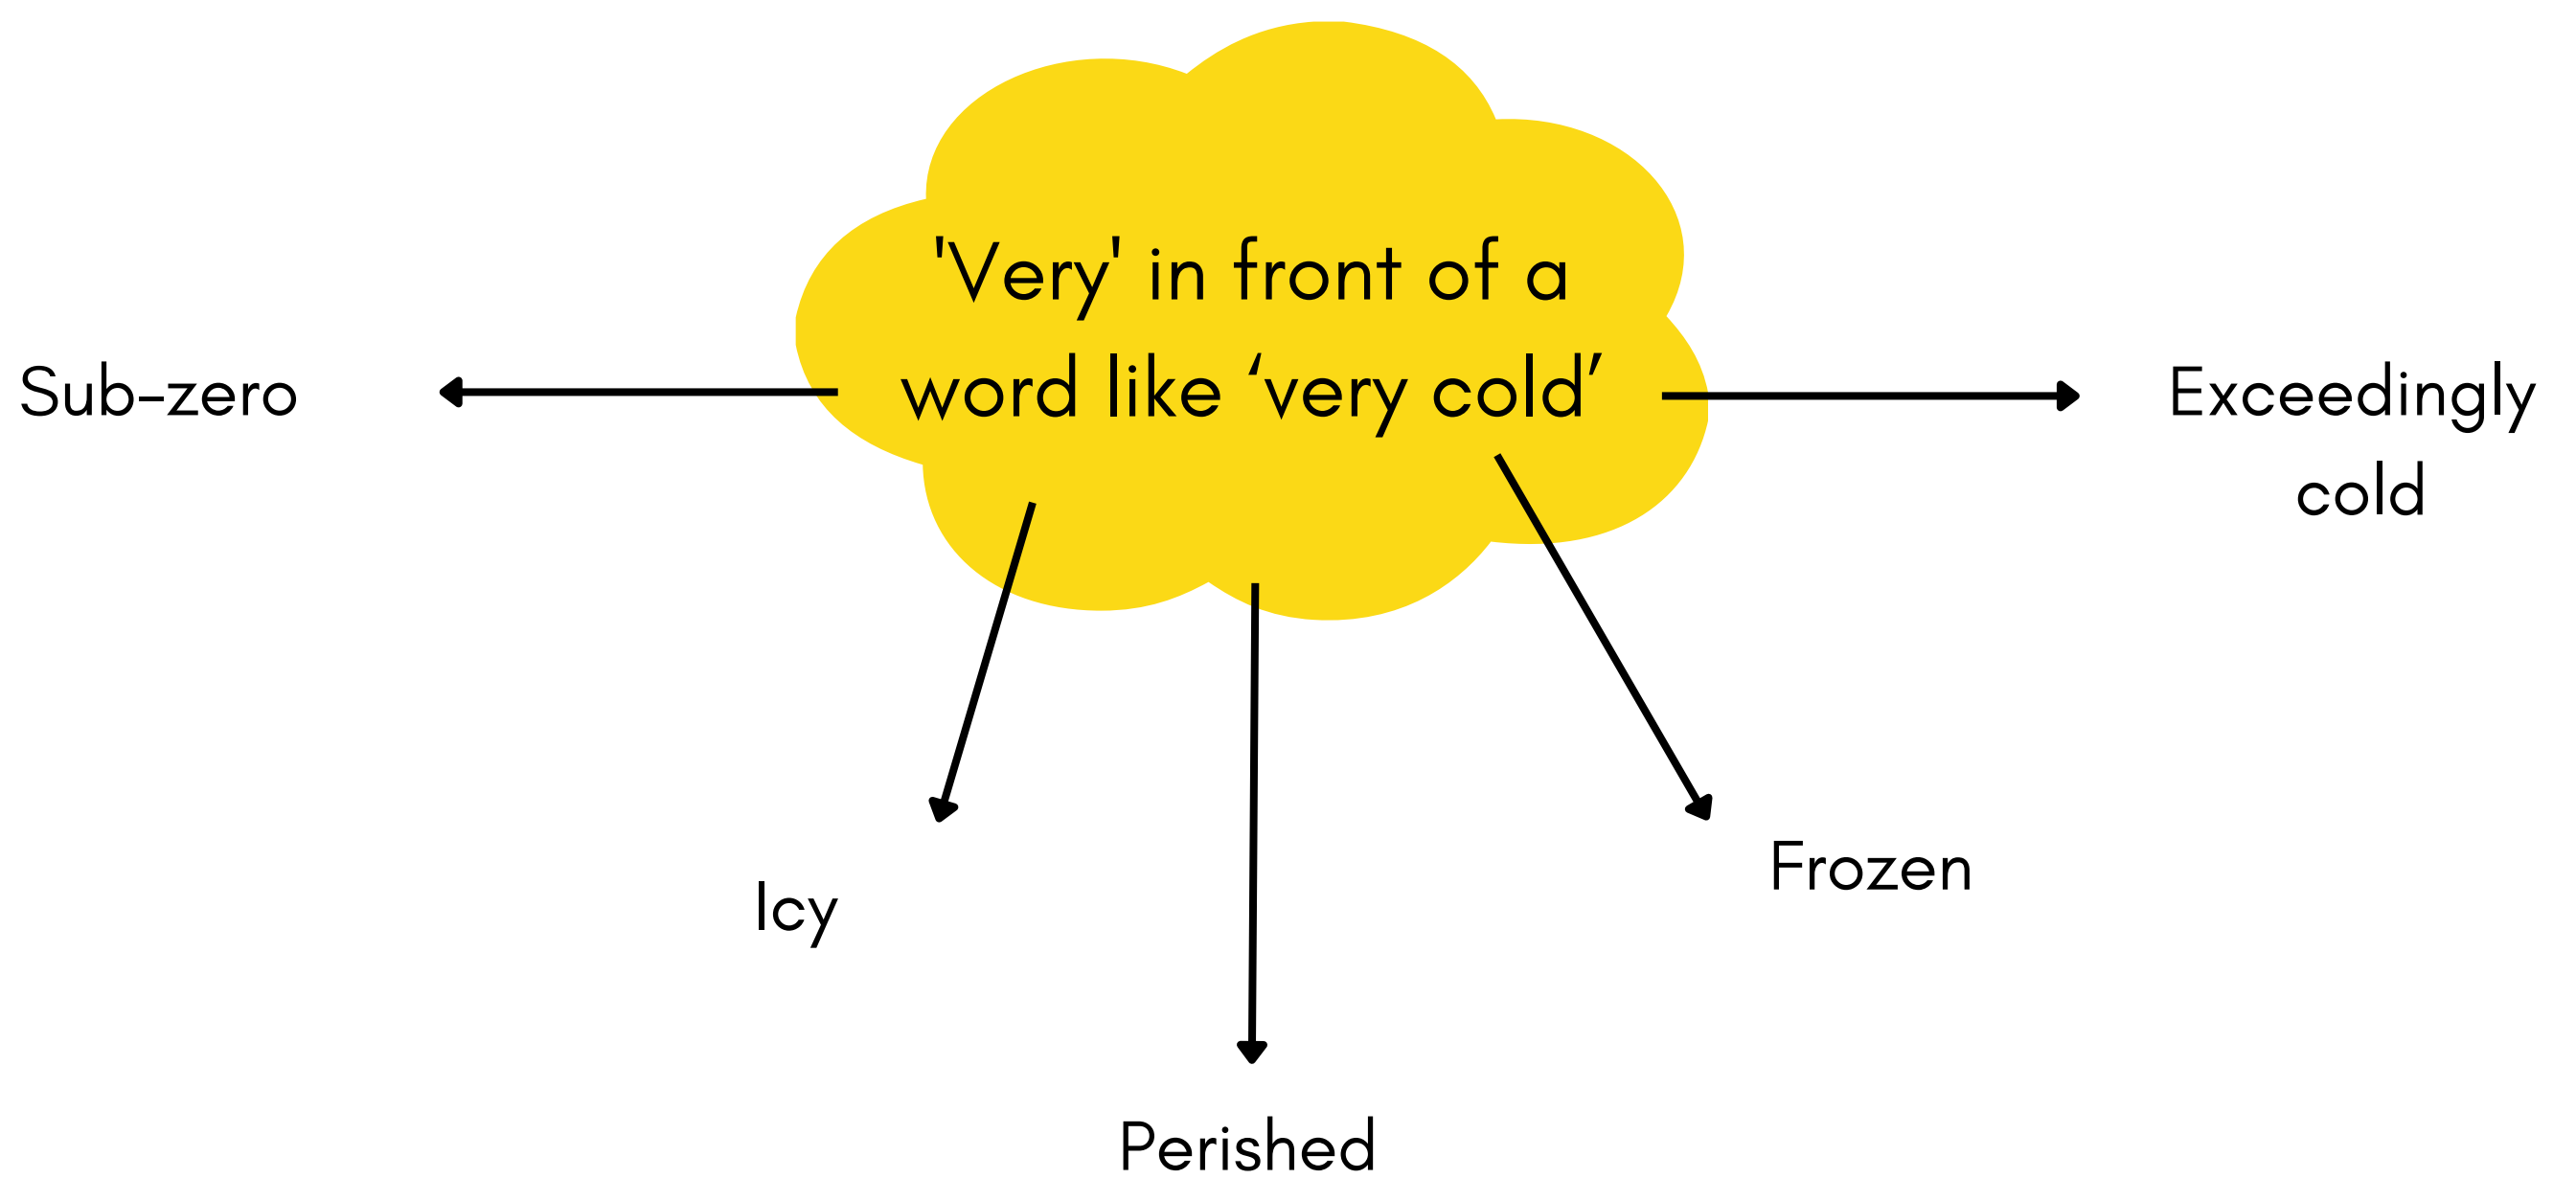 'Very' in front of a
word like ‘very cold’
Sub-zero
Exceedingly
cold
Icy
Frozen
Perished